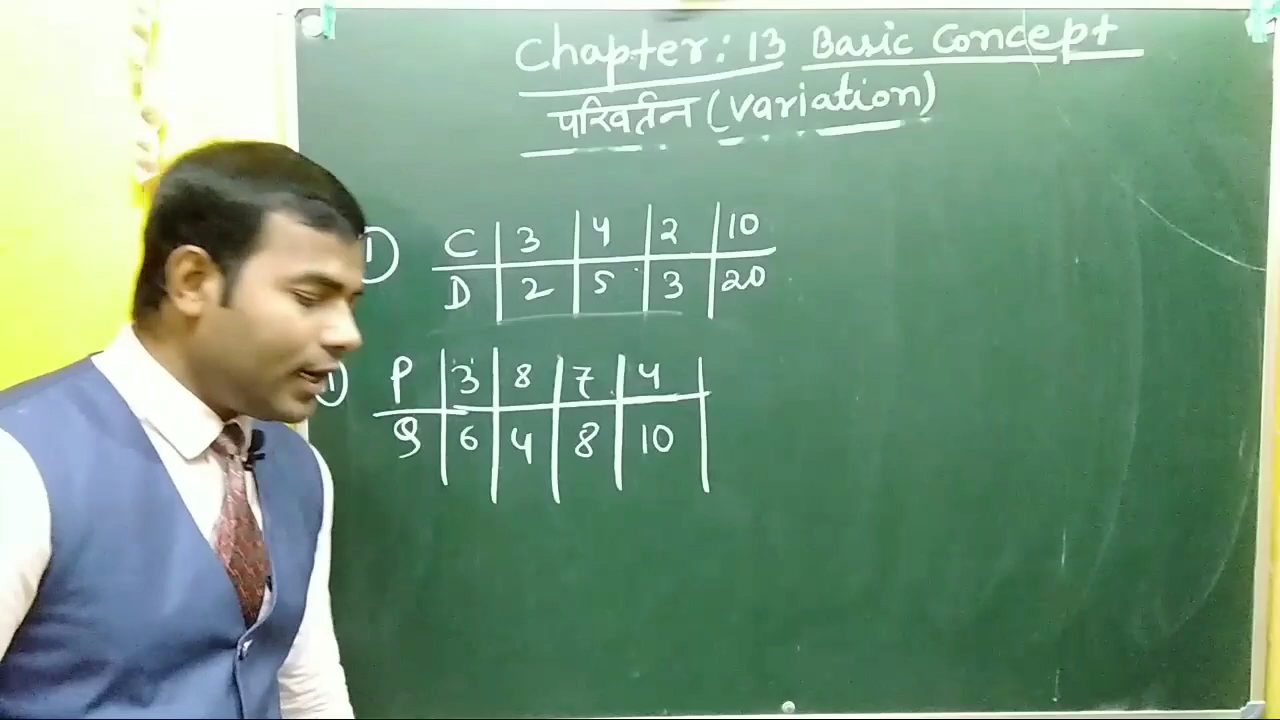 Chapter: 13 Basic Concept
परिवर्तन (Variation)
1) C 3 4 2 10
D 2 5 3 20
P 3 8 7 4
Q 6 4 8 10